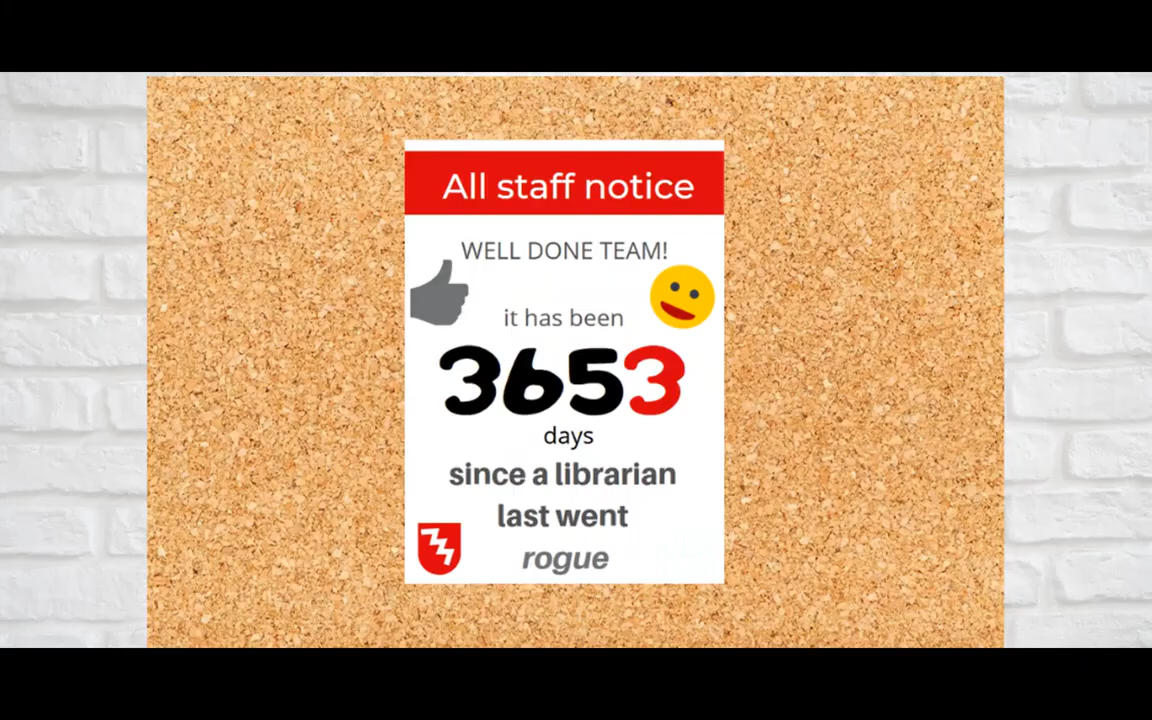 All staff notice
WELL DONE TEAM!
it has been
3653
days
since a librarian
last went
rogue